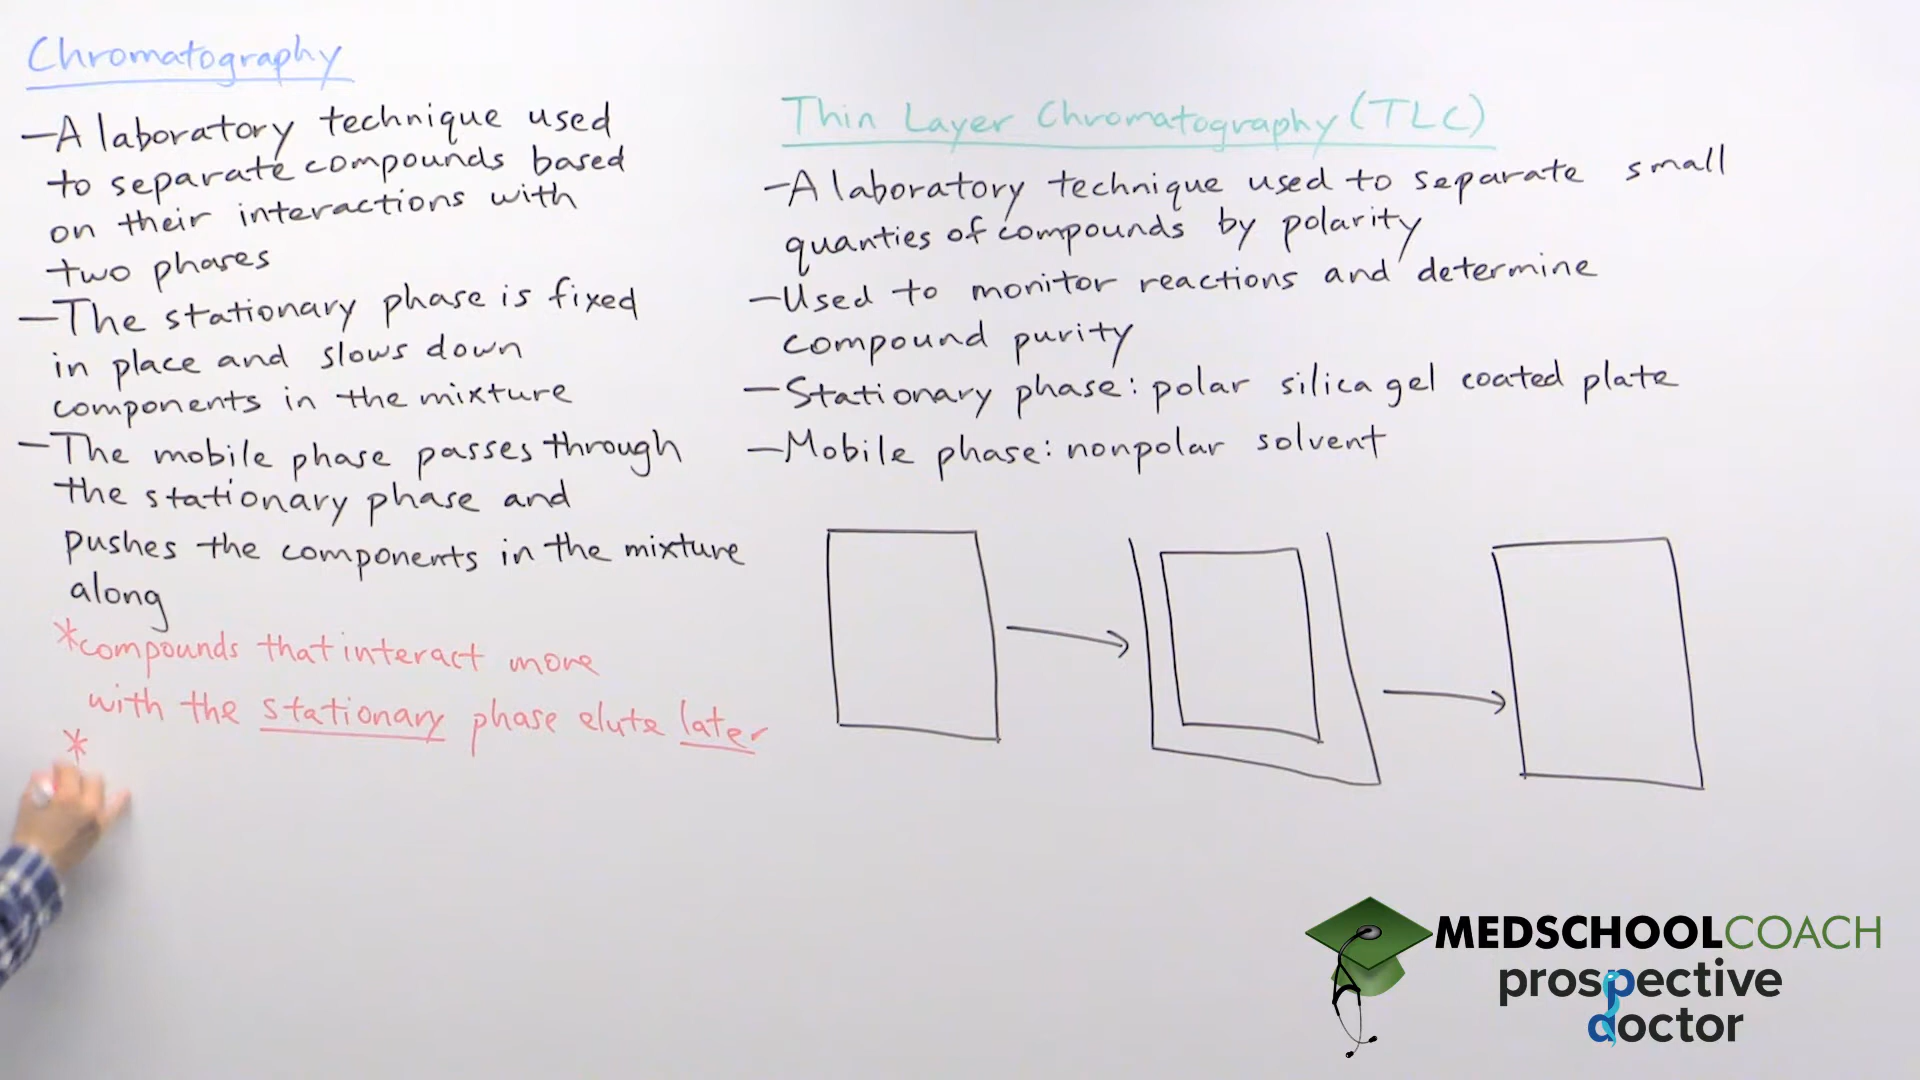 Chromatography
-A laboratory technique used
to separate compounds based
on their interactions with
two phases
-The stationary phase is fixed
in place and slows down
components in the mixture
-The mobile phase passes through
the stationary phase and
pushes the components in the mixture
along
*compounds that interact more
with the stationary phase elute later
*
Thin Layer Chromatography (TLC)
-A laboratory technique used to separate small
quanties of compounds by polarity
-Used to monitor reactions and determine
compound purity
-Stationary phase: polar silica gel coated plate
-Mobile phase: nonpolar solvent
MEDSCHOOLCOACH
prospective
doctor